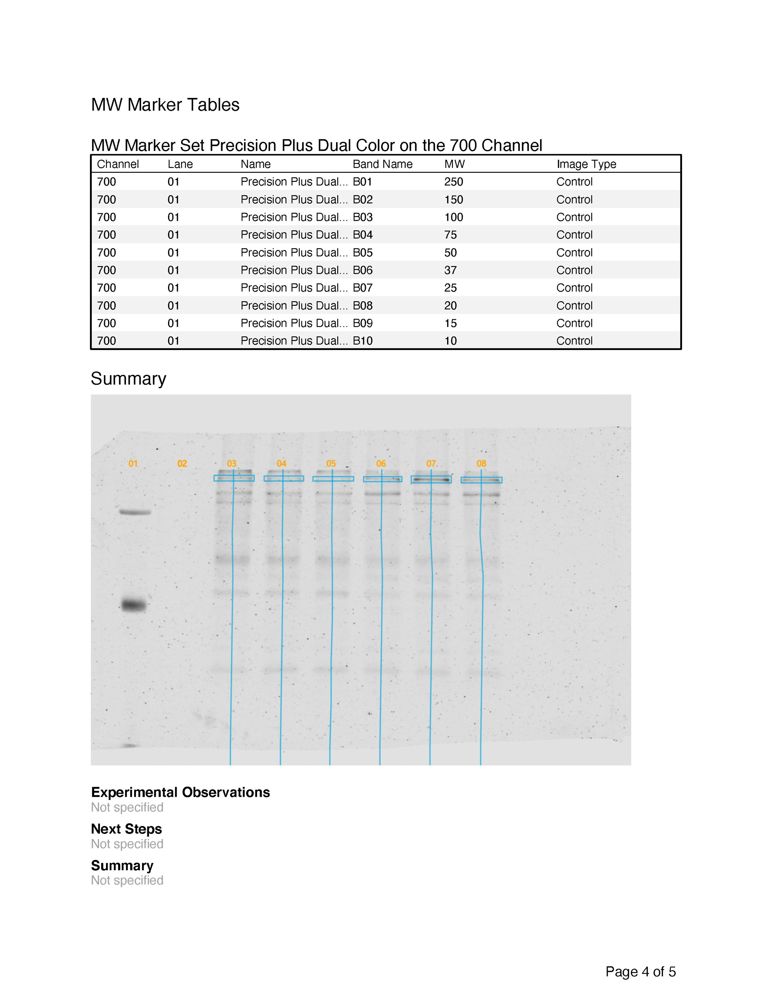 MW Marker Tables
MW Marker Set Precision Plus Dual Color on the 700 Channel
Channel Lane Name Band Name MW Image Type
700 01 Precision Plus Dual... B01 250 Control
700 01 Precision Plus Dual... B02 150 Control
700 01 Precision Plus Dual... B03 100 Control
700 01 Precision Plus Dual... B04 75 Control
700 01 Precision Plus Dual... B05 50 Control
700 01 Precision Plus Dual... B06 37 Control
700 01 Precision Plus Dual... B07 25 Control
700 01 Precision Plus Dual... B08 20 Control
700 01 Precision Plus Dual... B09 15 Control
700 01 Precision Plus Dual... B10 10 Control
Summary
01 02 03 04 05 06 07 08
Experimental Observations
Not specified
Next Steps
Not specified
Summary
Not specified
Page 4 of 5